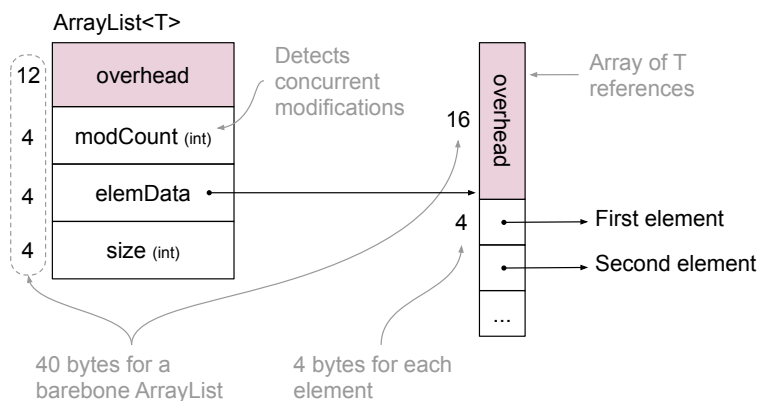 ArrayList<T>
12
overhead
4
modCount (int)
4
elemData
4
size (int)
Detects
concurrent
modifications
40 bytes for a
barebone ArrayList
16
overhead
4
...
Array of T
references
First element
Second element
4 bytes for each
element